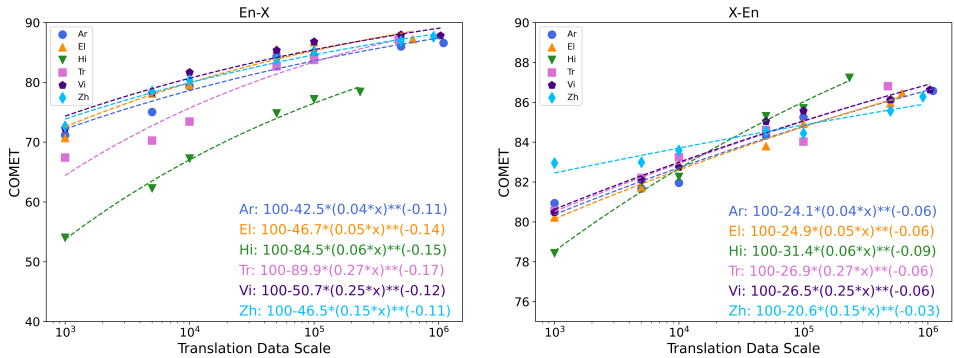 En-X
90
80
70
60
50
40
COMET
Ar
El
Hi
Tr
Vi
Zh
Ar: 100-42.5*(0.04*x)**(-0.11)
El: 100-46.7*(0.05*x)**(-0.14)
Hi: 100-84.5*(0.06*x)**(-0.15)
Tr: 100-89.9*(0.27*x)**(-0.17)
Vi: 100-50.7*(0.25*x)**(-0.12)
Zh: 100-46.5*(0.15*x)**(-0.11)
10³ 10⁴ 10⁵ 10⁶
Translation Data Scale
X-En
90
88
86
84
82
80
78
76
COMET
Ar
El
Hi
Tr
Vi
Zh
Ar: 100-24.1*(0.04*x)**(-0.06)
El: 100-24.9*(0.05*x)**(-0.06)
Hi: 100-31.4*(0.06*x)**(-0.09)
Tr: 100-26.9*(0.27*x)**(-0.06)
Vi: 100-26.5*(0.25*x)**(-0.06)
Zh: 100-20.6*(0.15*x)**(-0.03)
10³ 10⁴ 10⁵ 10⁶
Translation Data Scale